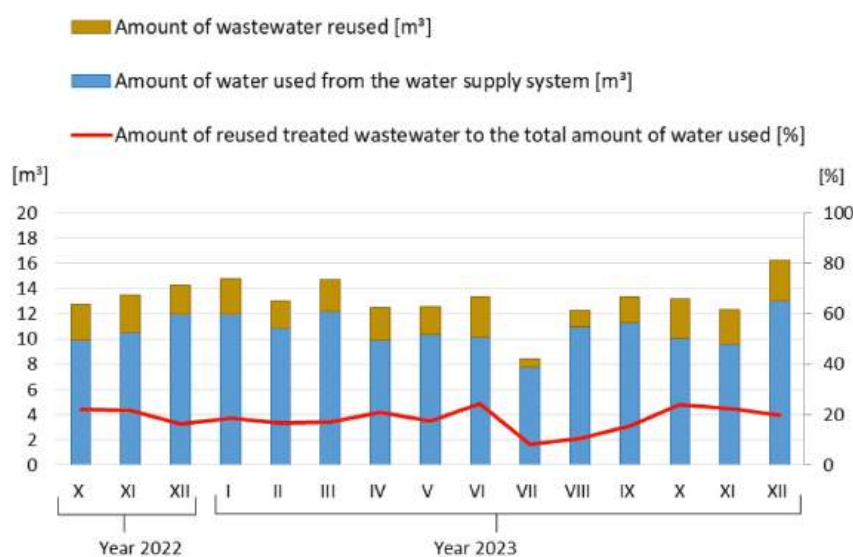 Amount of wastewater reused [m³]
Amount of water used from the water supply system [m³]
Amount of reused treated wastewater to the total amount of water used [%]
[m³] [%]
20 100
18
16 80
14
12 60
10
8 40
6
4 20
2
0 0
X XI XII I II III IV V VI VII VIII IX X XI XII
Year 2022 Year 2023